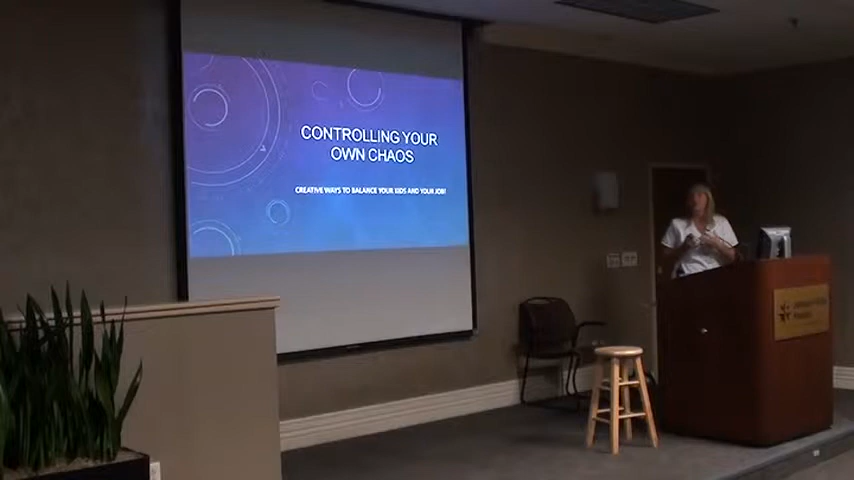 CONTROLLING YOUR
OWN CHAOS
CREATIVE WAYS TO BALANCE YOUR KIDS AND YOUR JOB!